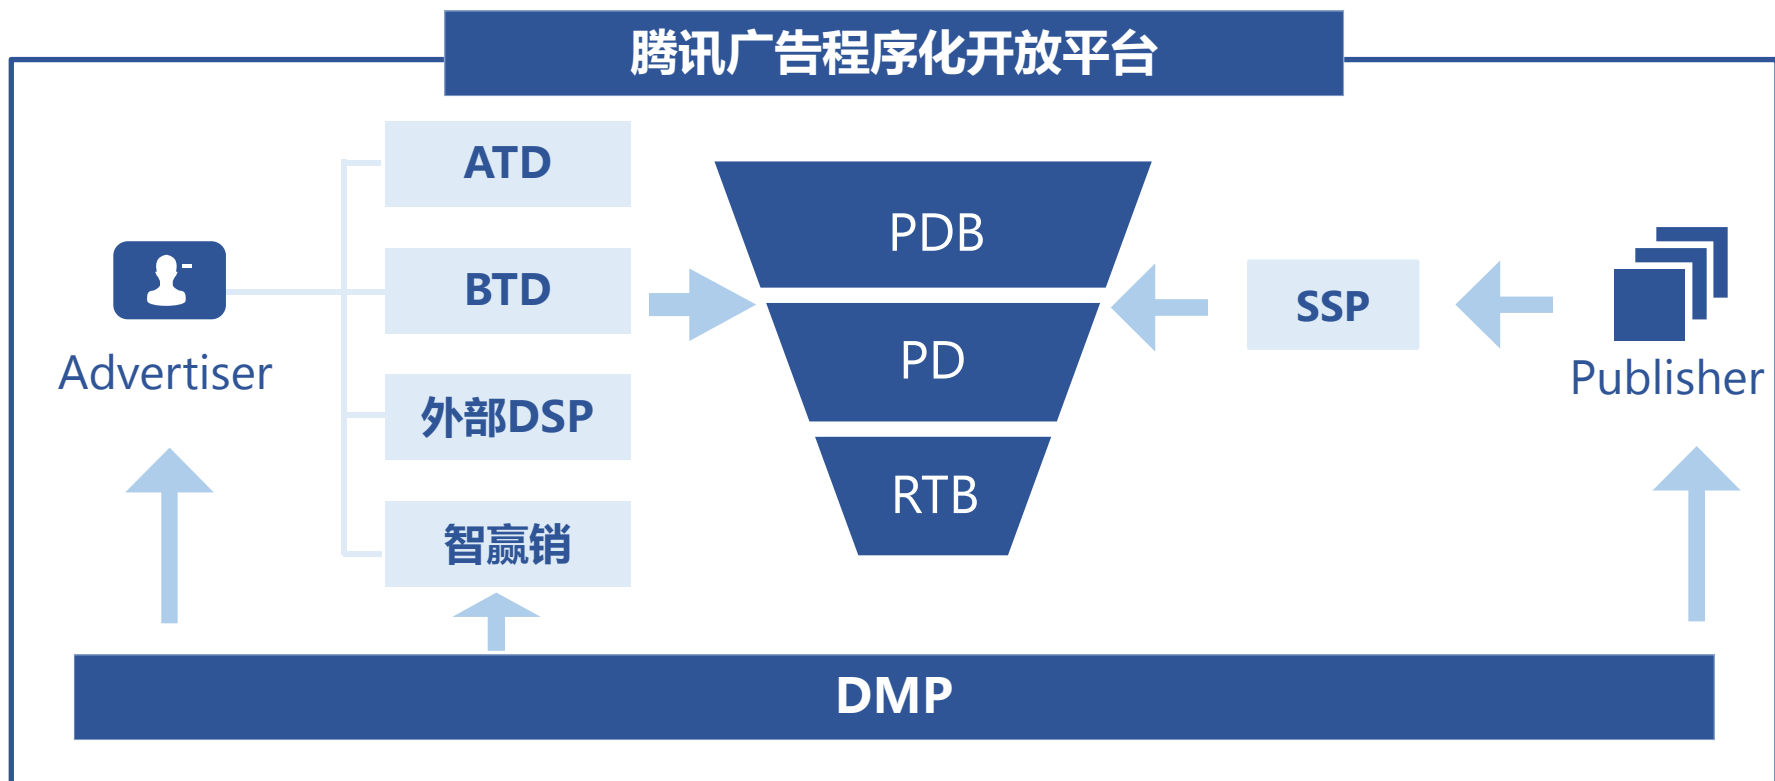 腾讯广告程序化开放平台
ATD
BTD
外部DSP
智赢销
Advertiser
PDB
PD
RTB
SSP
Publisher
DMP